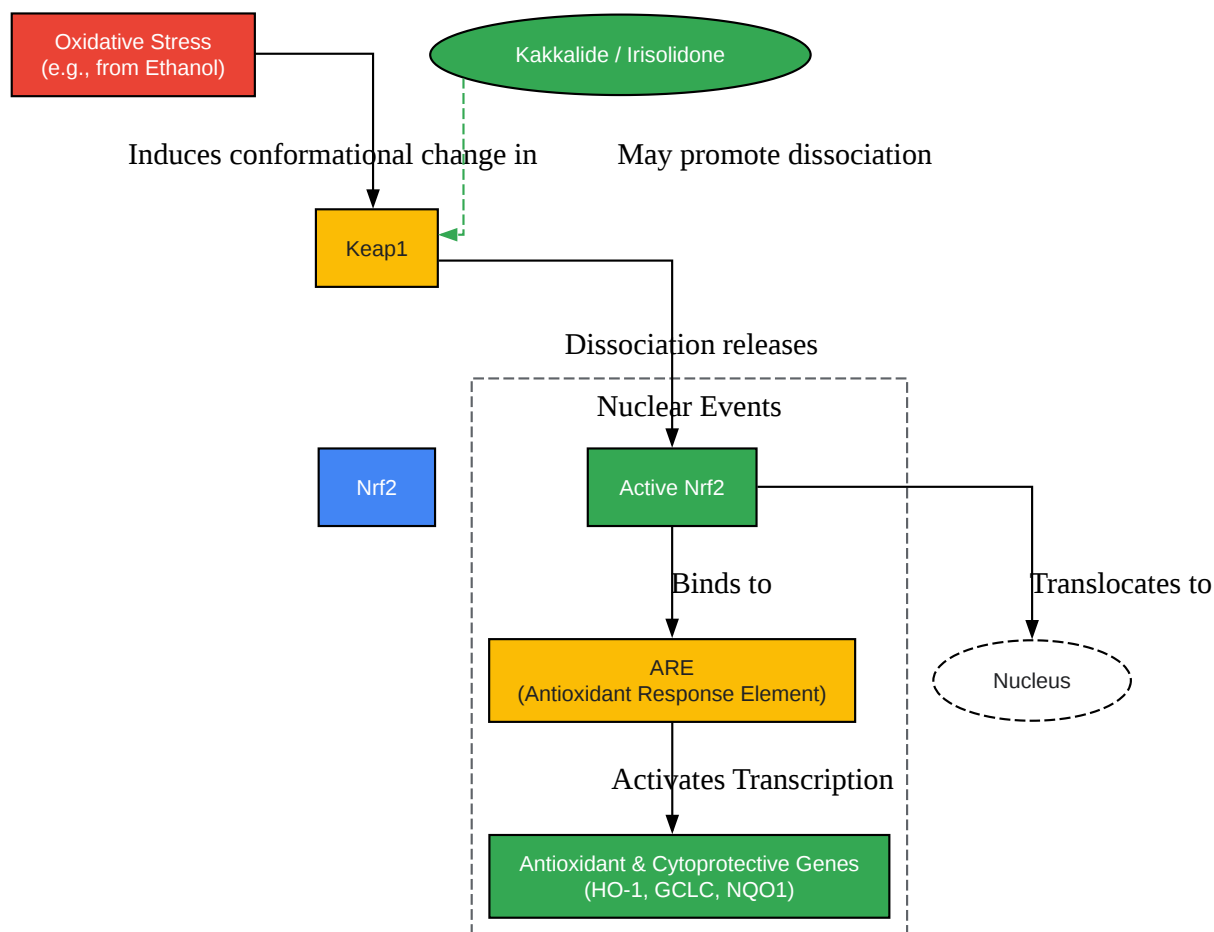 Oxidative Stress
(e.g., from Ethanol)
Kakkalide / Irisolidone
Induces conformational change in
May promote dissociation
Keap1
Dissociation releases
Nuclear Events
Nrf2
Active Nrf2
Binds to
Translocates to
ARE
(Antioxidant Response Element)
Nucleus
Activates Transcription
Antioxidant & Cytoprotective Genes
(HO-1, GCLC, NQO1)